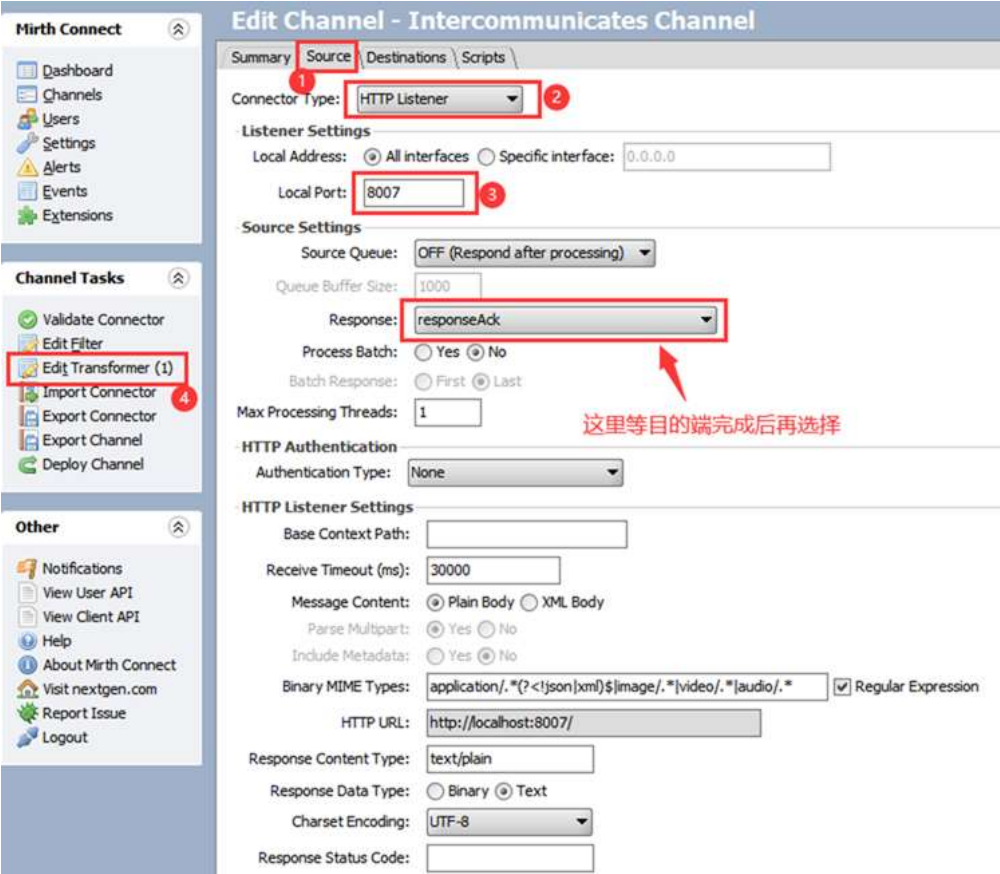 Mirth Connect
Dashboard
Channels
Users
Settings
Alerts
Events
Extensions
Channel Tasks
Validate Connector
Edit Filter
Edit Transformer (1)
4
Import Connector
Export Connector
Export Channel
Deploy Channel
Other
Notifications
View User API
View Client API
Help
About Mirth Connect
Visit nextgen.com
Report Issue
Logout
Edit Channel - Intercommunicates Channel
Summary Source Destinations Scripts
1
Connector Type: HTTP Listener 2
Listener Settings
Local Address: All interfaces Specific interface: 0.0.0.0
Local Port: 8007 3
Source Settings
Source Queue: OFF (Respond after processing)
Queue Buffer Size: 1000
Response: responseAck
Process Batch: Yes No
Batch Response: First Last
Max Processing Threads: 1
这里等目的端完成后再选择
HTTP Authentication
Authentication Type: None
HTTP Listener Settings
Base Context Path:
Receive Timeout (ms): 30000
Message Content: Plain Body XML Body
Parse Multipart: Yes No
Include Metadata: Yes No
Binary MIME Types: application/.*(?<!json|xml)$|image/.*|video/.*|audio/.* Regular Expression
HTTP URL: http://localhost:8007/
Response Content Type: text/plain
Response Data Type: Binary Text
Charset Encoding: UTF-8
Response Status Code: